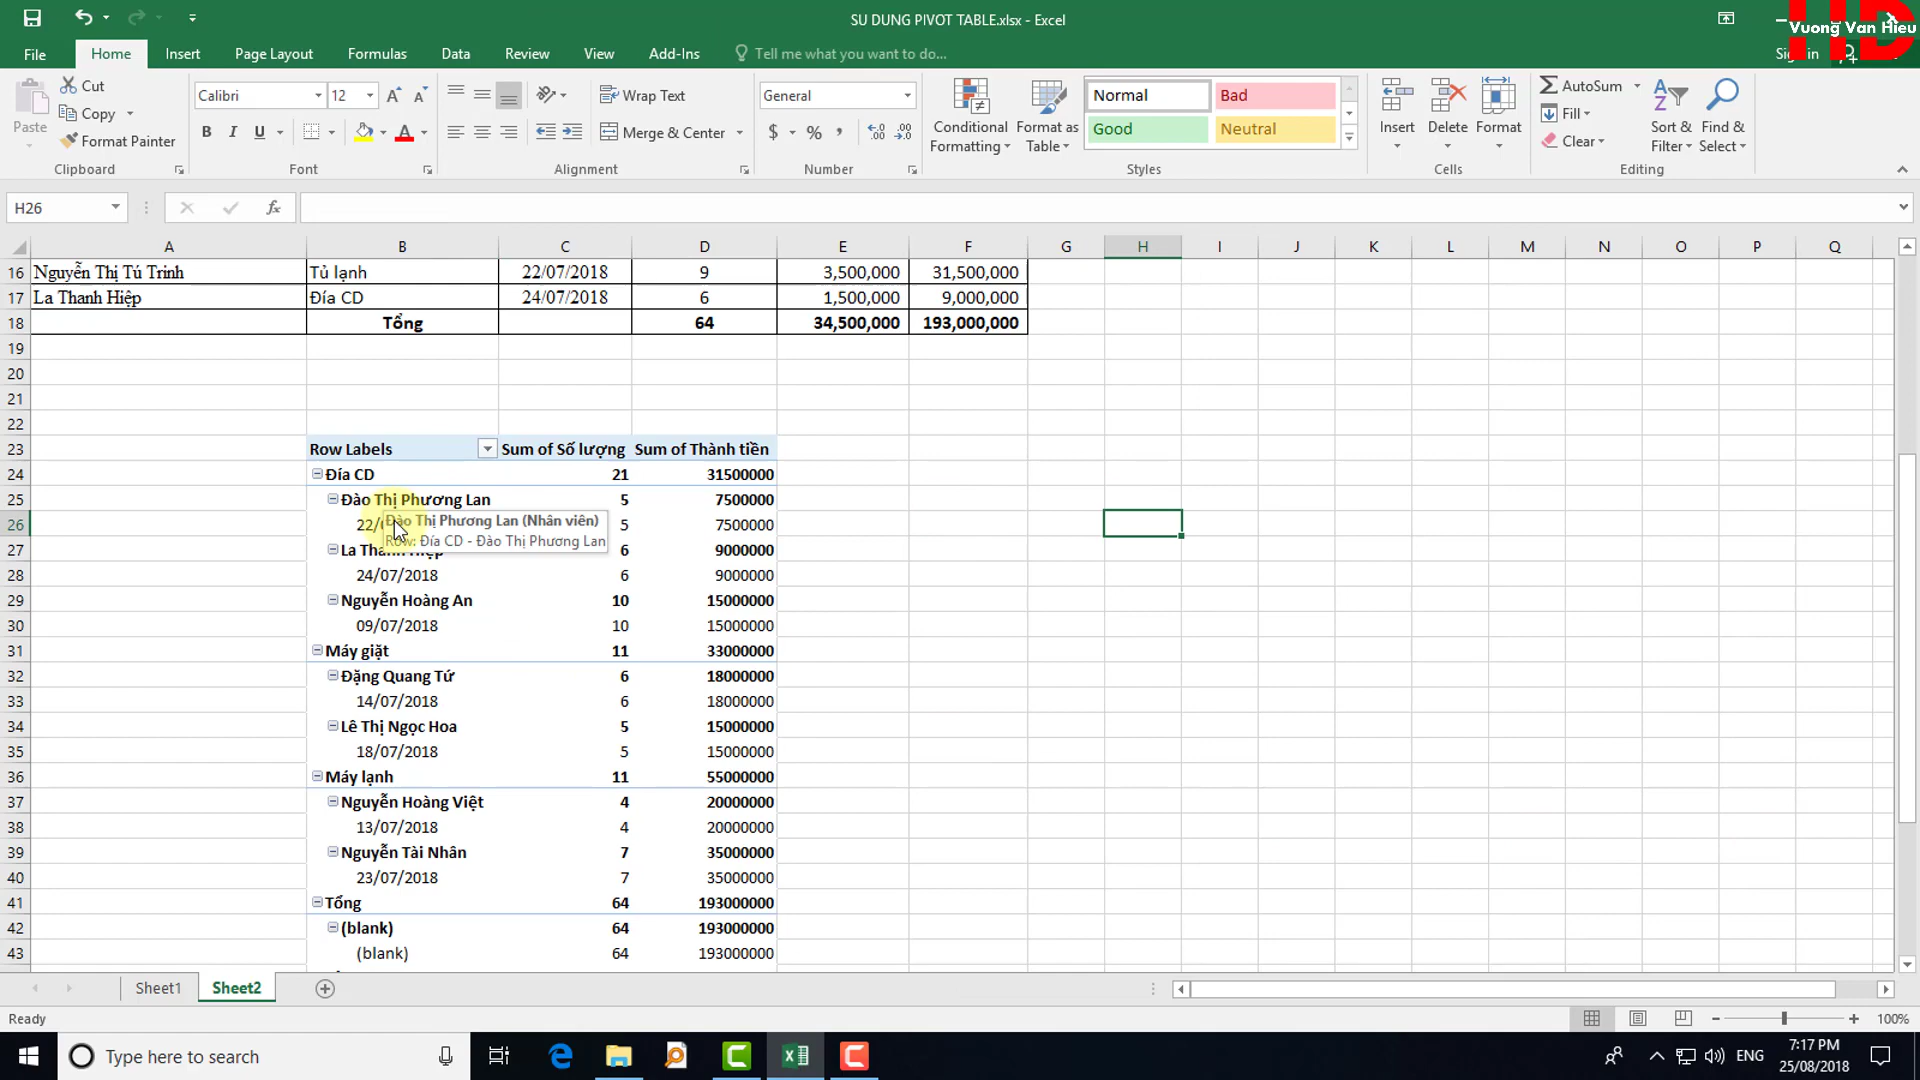 SU DUNG PIVOT TABLE.xlsx - Excel
Vuong Van Hieu
File Home Insert Page Layout Formulas Data Review View Add-Ins Tell me what you want to do...
Cut
Copy
Format Painter
Paste
Clipboard
Calibri 12
B I U A
Font
Wrap Text
Merge & Center
Alignment
General
$ %
Number
Conditional Formatting
Format as Table
Normal Bad
Good Neutral
Styles
Insert Delete Format
Cells
AutoSum
Fill
Clear
Sort & Filter
Find & Select
Editing
H26 fx
A B C D E F G H I J K L M N O P Q
16 Nguyễn Thị Tú Trinh Tủ lạnh 22/07/2018 9 3,500,000 31,500,000
17 La Thanh Hiệp Đía CD 24/07/2018 6 1,500,000 9,000,000
18 Tổng 64 34,500,000 193,000,000
19
20
21
22
23 Row Labels Sum of Số lượng Sum of Thành tiền
24 Đía CD 21 31500000
25 Đào Thị Phương Lan 5 7500000
26 22/ 5 7500000
Đào Thị Phương Lan (Nhân viên)
Row: Đía CD - Đào Thị Phương Lan
27 La Thanh Hiệp 6 9000000
28 24/07/2018 6 9000000
29 Nguyễn Hoàng An 10 15000000
30 09/07/2018 10 15000000
31 Máy giặt 11 33000000
32 Đặng Quang Tứ 6 18000000
33 14/07/2018 6 18000000
34 Lê Thị Ngọc Hoa 5 15000000
35 18/07/2018 5 15000000
36 Máy lạnh 11 55000000
37 Nguyễn Hoàng Việt 4 20000000
38 13/07/2018 4 20000000
39 Nguyễn Tài Nhân 7 35000000
40 23/07/2018 7 35000000
41 Tổng 64 193000000
42 (blank) 64 193000000
43 (blank) 64 193000000
Sheet1 Sheet2
Ready 100%
Type here to search
ENG
7:17 PM
25/08/2018